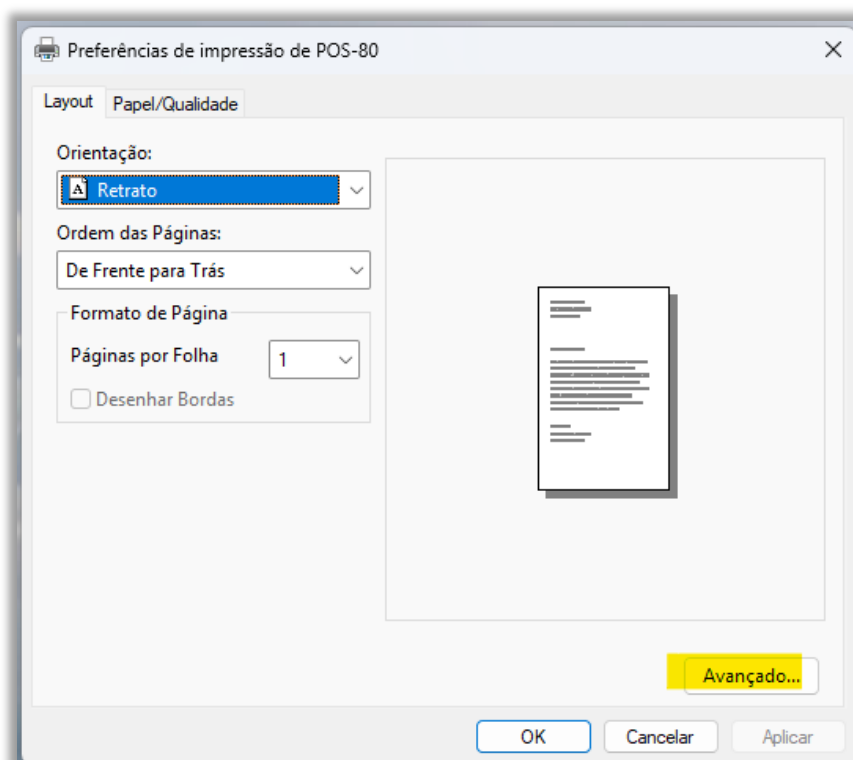 Preferências de impressão de POS-80
Layout
Papel/Qualidade
Orientação:
A Retrato
Ordem das Páginas:
De Frente para Trás
Formato de Página
Páginas por Folha
1
Desenhar Bordas
Avançado...
OK
Cancelar
Aplicar